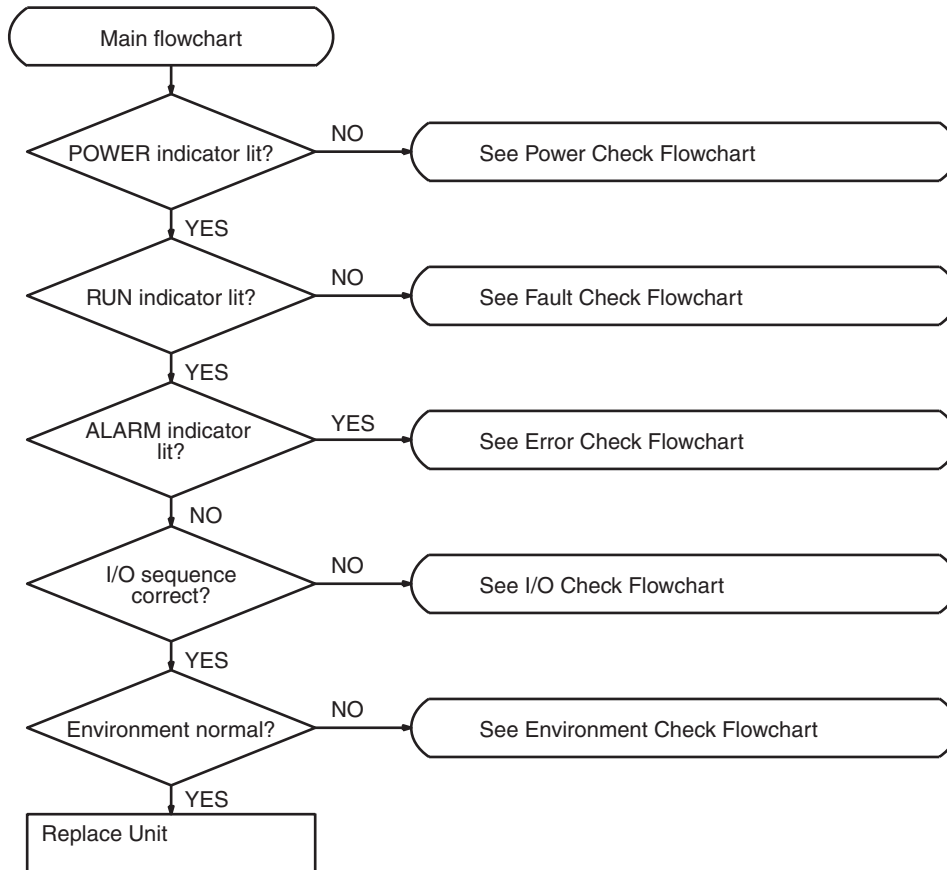 Main flowchart
POWER indicator lit?
NO
See Power Check Flowchart
YES
RUN indicator lit?
NO
See Fault Check Flowchart
YES
ALARM indicator
lit?
YES
See Error Check Flowchart
NO
I/O sequence
correct?
NO
See I/O Check Flowchart
YES
Environment normal?
NO
See Environment Check Flowchart
YES
Replace Unit